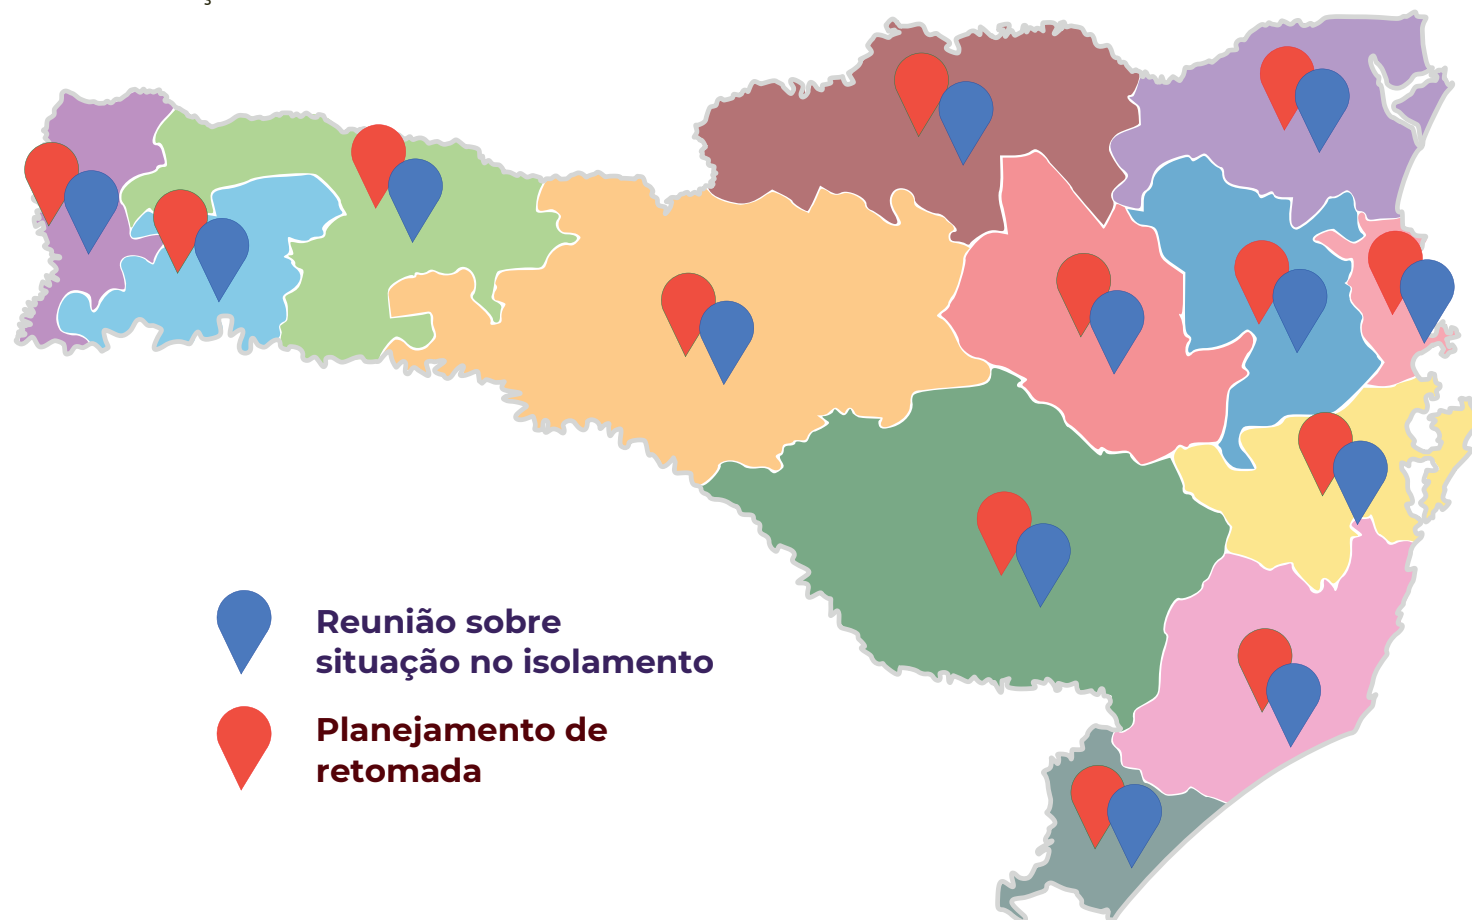 Reunião sobre
situação no isolamento
Planejamento de
retomada